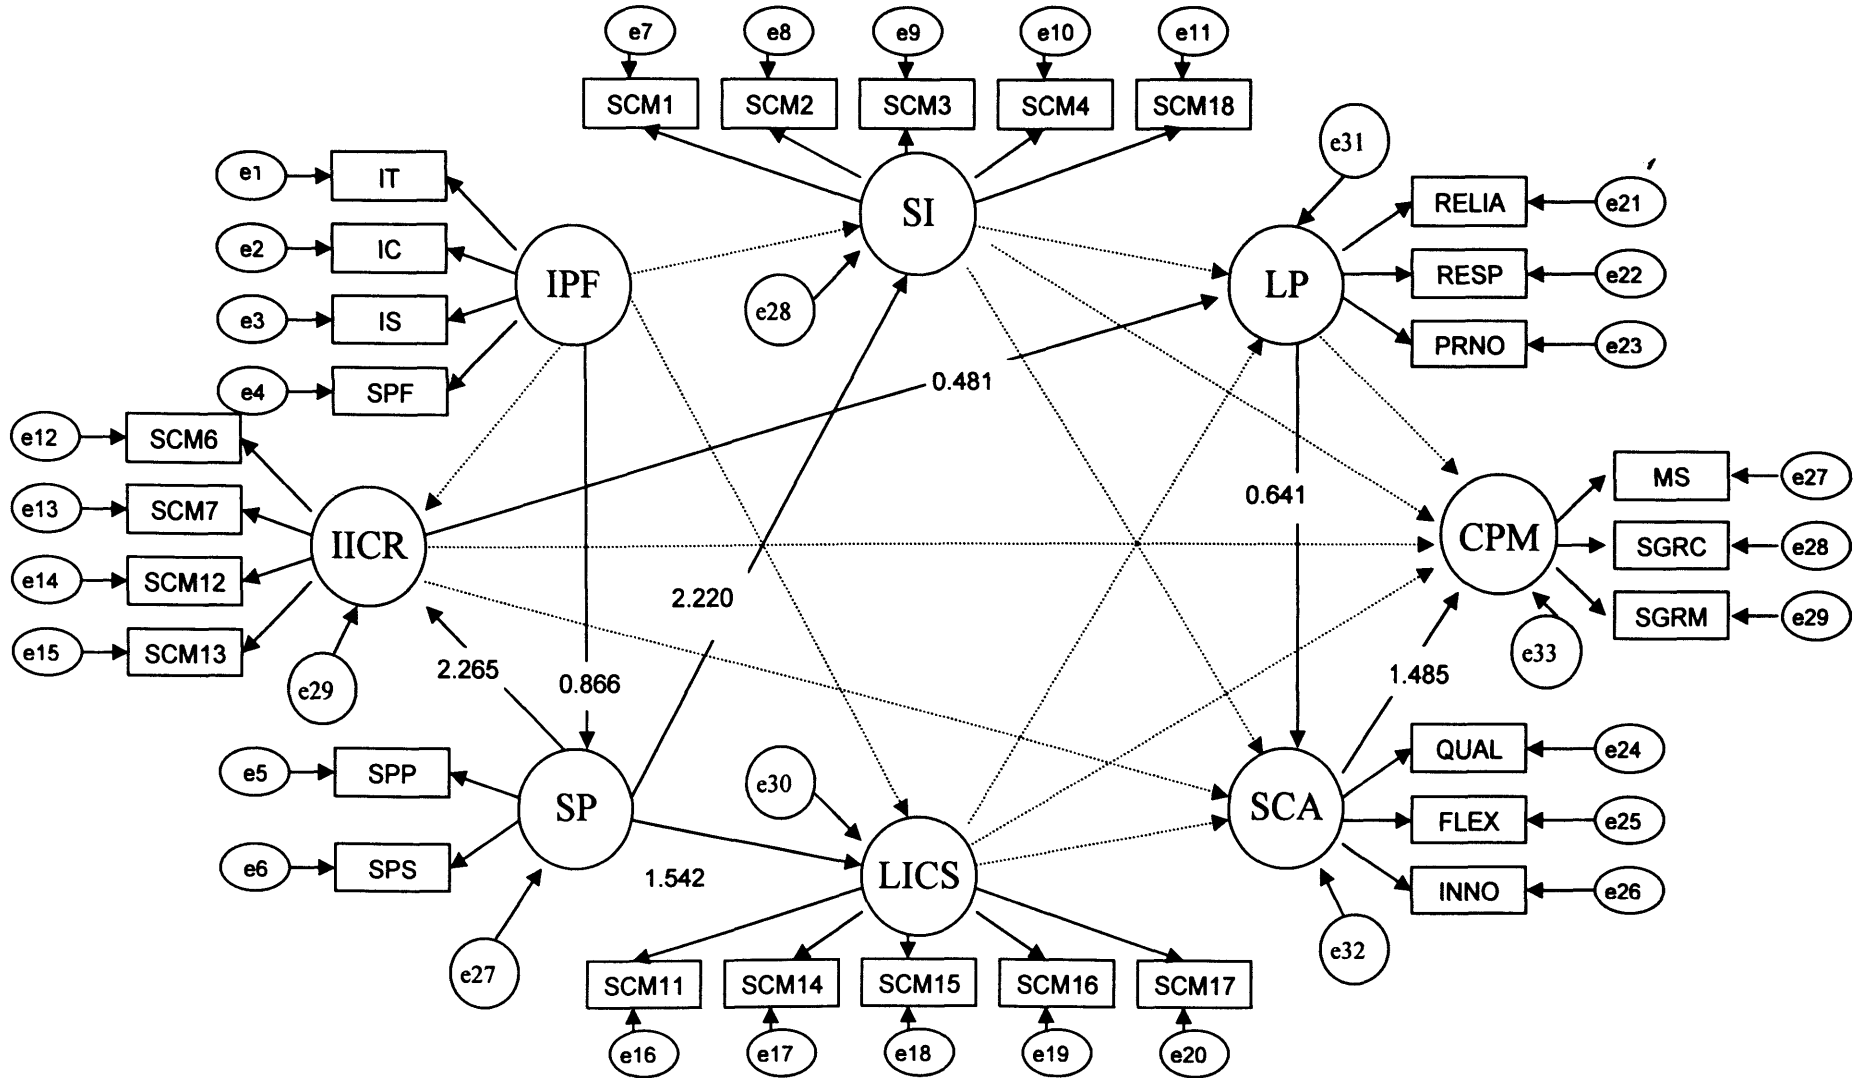 e7 e8 e9 e10 e11
SCM1 SCM2 SCM3 SCM4 SCM18
e31
e1 IT
RELIA e21
SI
e2 IC
IPF
LP
RESP e22
e3 IS
e28
PRNO e23
e4 SPF
0.481
e12 SCM6
MS e27
0.641
e13 SCM7
IICR
CPM
SGRC e28
e14 SCM12
2.220
SGRM e29
e15 SCM13
e33
2.265
0.866
1.485
e29
QUAL e24
e5 SPP
e30
SP
SCA
FLEX e25
e6 SPS
1.542
LICS
INNO e26
e32
e27
SCM11 SCM14 SCM15 SCM16 SCM17
e16 e17 e18 e19 e20